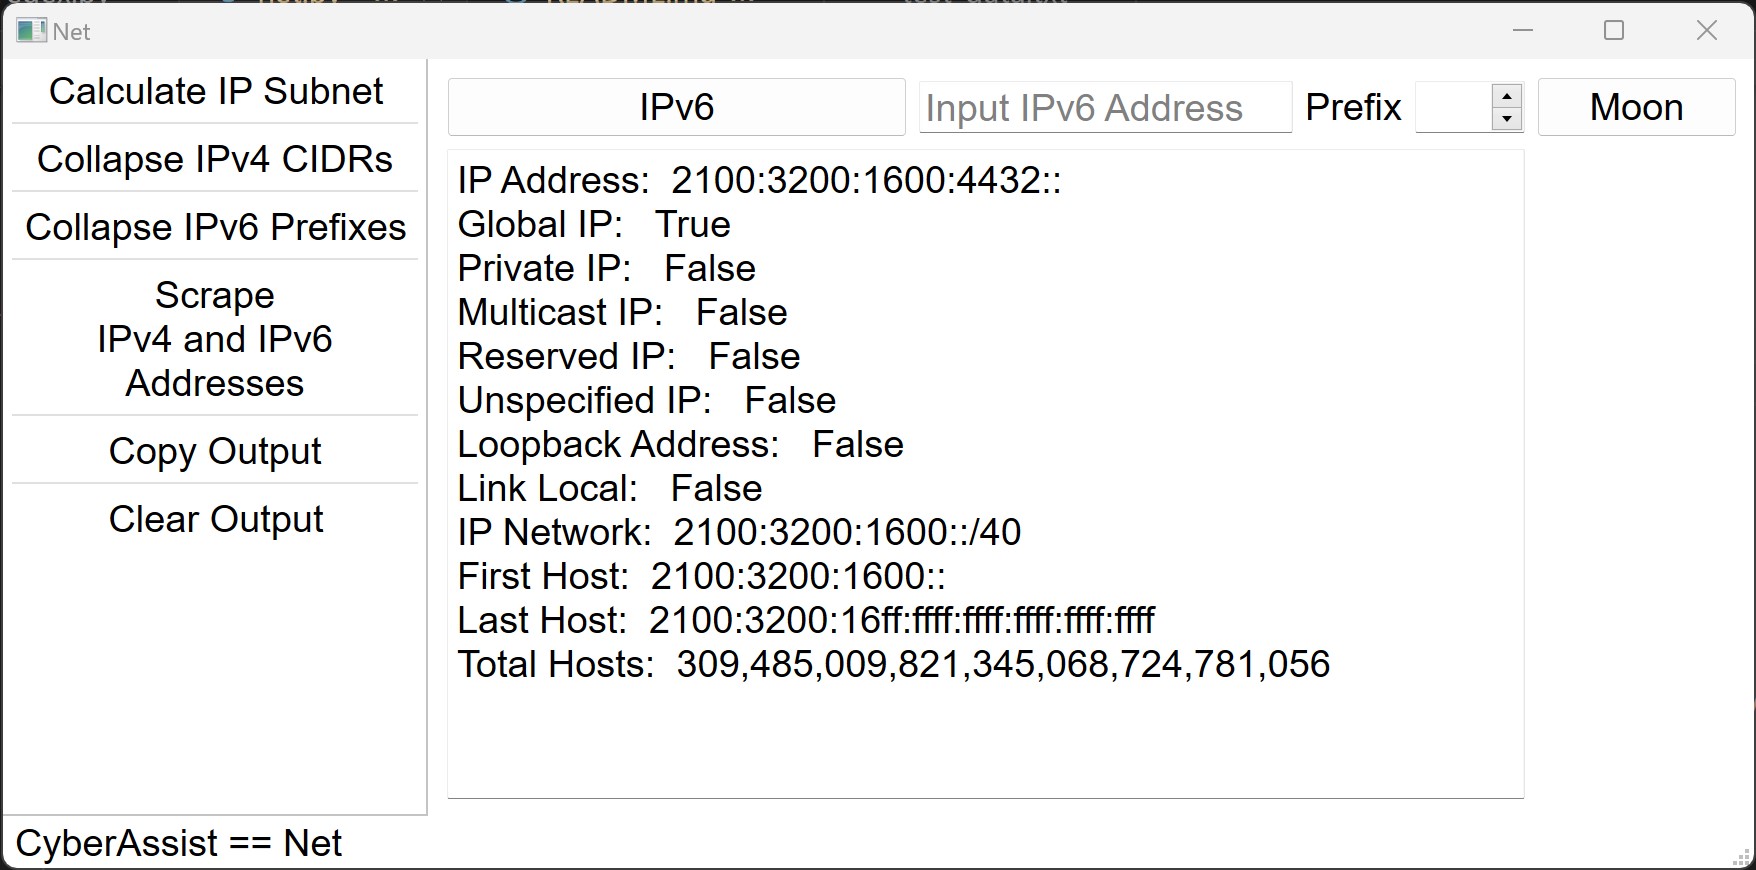 Net
Calculate IP Subnet
Collapse IPv4 CIDRs
Collapse IPv6 Prefixes
Scrape
IPv4 and IPv6
Addresses
Copy Output
Clear Output
IPv6
Input IPv6 Address
Prefix
Moon
IP Address: 2100:3200:1600:4432::
Global IP: True
Private IP: False
Multicast IP: False
Reserved IP: False
Unspecified IP: False
Loopback Address: False
Link Local: False
IP Network: 2100:3200:1600::/40
First Host: 2100:3200:1600::
Last Host: 2100:3200:16ff:ffff:ffff:ffff:ffff:ffff
Total Hosts: 309,485,009,821,345,068,724,781,056
CyberAssist == Net